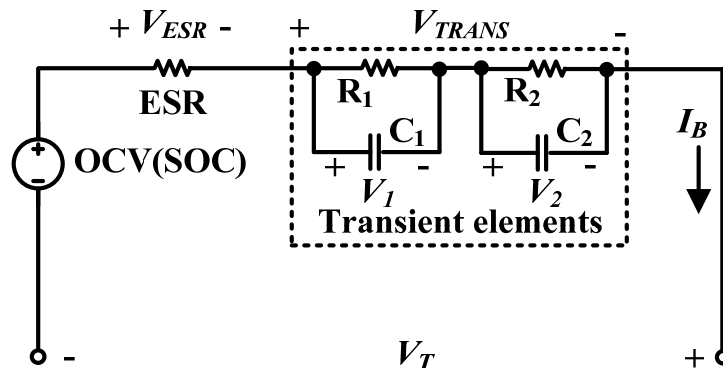 + V_ESR - + V_TRANS -
ESR R₁ R₂
C₁ C₂ I_B
+ - OCV(SOC)
+ - + -
V₁ V₂
Transient elements
- V_T +